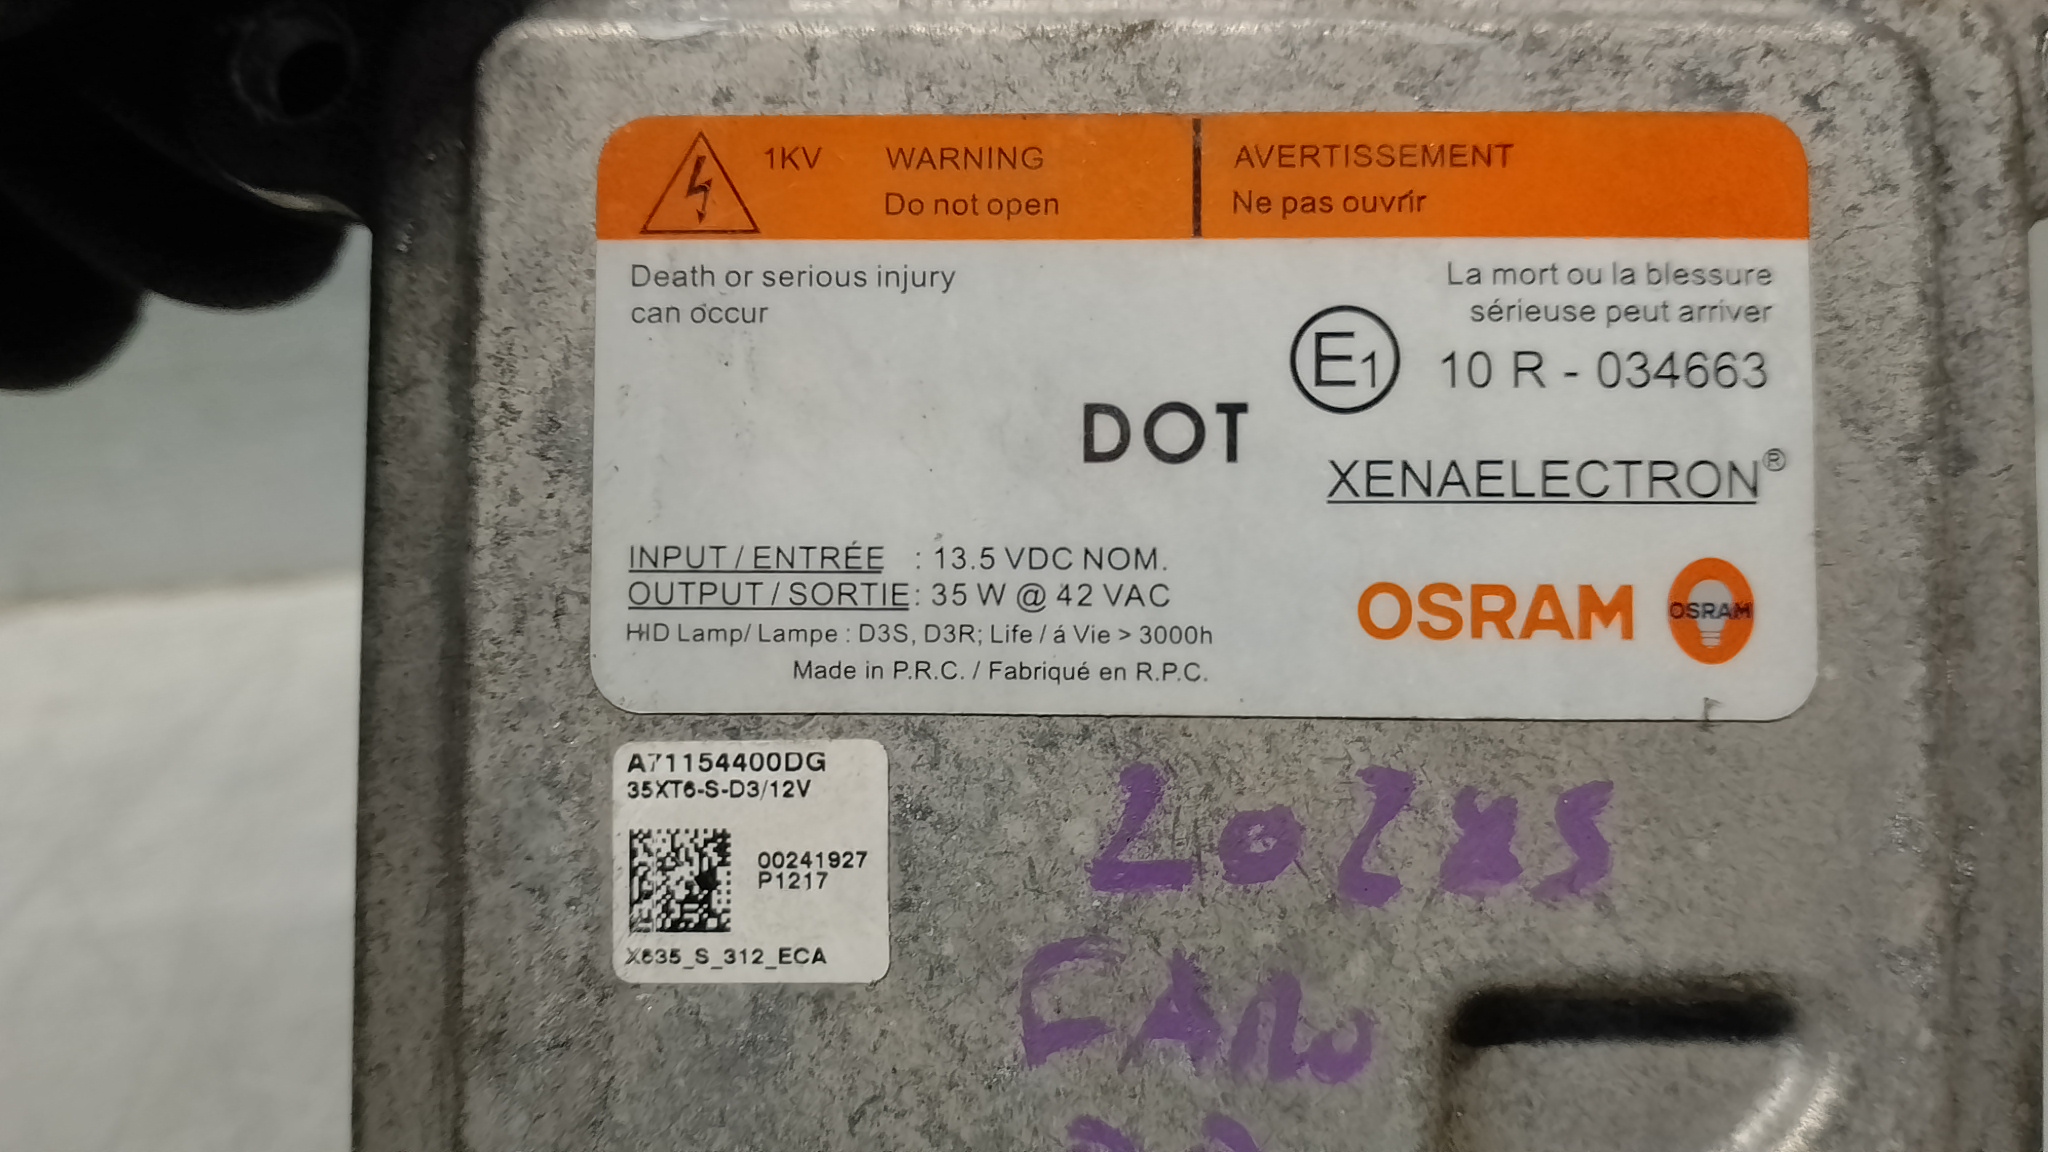 1KV WARNING AVERTISSEMENT
Do not open Ne pas ouvrir
Death or serious injury
can occur
La mort ou la blessure
sérieuse peut arriver
E1 10 R - 034663
DOT
XENAELECTRON®
INPUT / ENTRÉE : 13.5 VDC NOM.
OUTPUT / SORTIE : 35 W @ 42 VAC
HID Lamp/ Lampe : D3S, D3R; Life / á Vie > 3000h
Made in P.R.C. / Fabriqué en R.P.C.
OSRAM OSRAM
A71154400DG
35XT6-S-D3/12V
00241927
P1217
X635_S_312_ECA